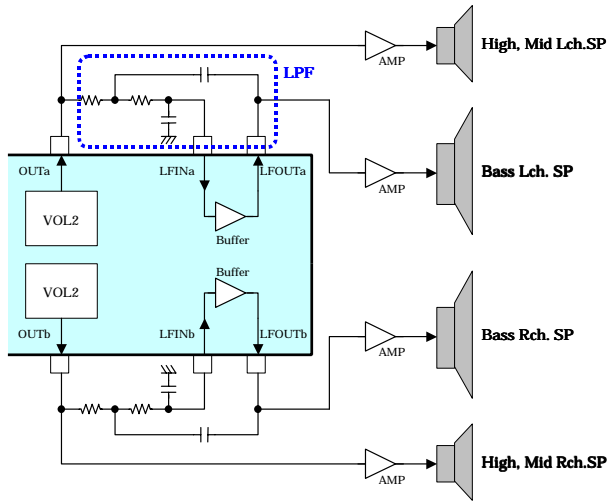 High, Mid Lch.SP
AMP
LPF
OUTa
LFINa
LFOUTa
AMP
Bass Lch. SP
VOL2
Buffer
VOL2
Buffer
OUTb
LFINb
LFOUTb
AMP
Bass Rch. SP
AMP
High, Mid Rch.SP